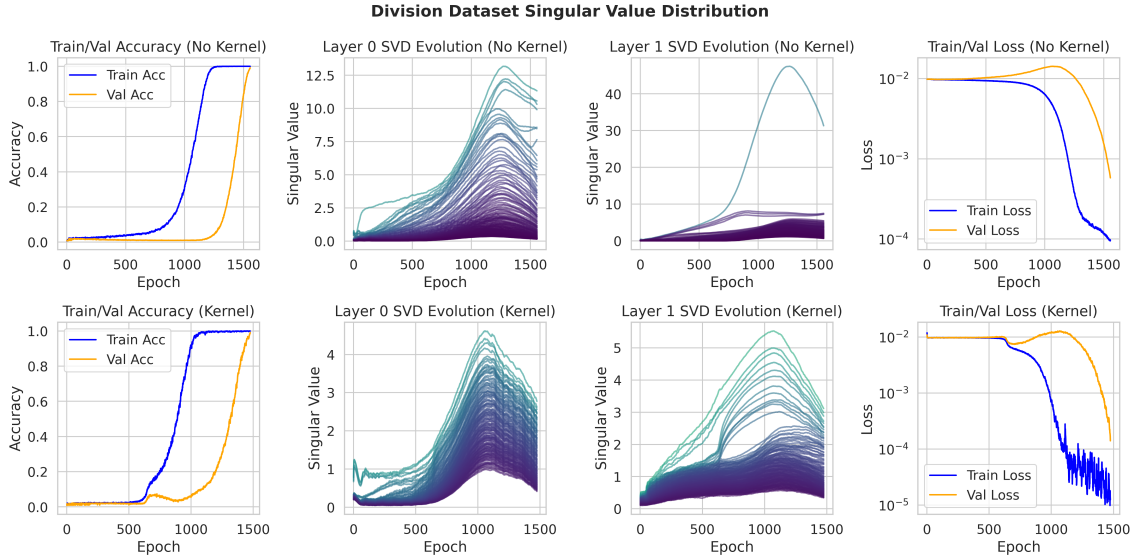 Division Dataset Singular Value Distribution
Train/Val Accuracy (No Kernel)
1.0
0.8
0.6
0.4
0.2
0.0
Accuracy
Train Acc
Val Acc
0 500 1000 1500
Epoch
Layer 0 SVD Evolution (No Kernel)
12.5
10.0
7.5
5.0
2.5
0.0
Singular Value
0 500 1000 1500
Epoch
Layer 1 SVD Evolution (No Kernel)
40
30
20
10
0
Singular Value
0 500 1000 1500
Epoch
Train/Val Loss (No Kernel)
10⁻²
10⁻³
10⁻⁴
Loss
Train Loss
Val Loss
0 500 1000 1500
Epoch
Train/Val Accuracy (Kernel)
1.0
0.8
0.6
0.4
0.2
0.0
Accuracy
Train Acc
Val Acc
0 500 1000 1500
Epoch
Layer 0 SVD Evolution (Kernel)
4
3
2
1
0
Singular Value
0 500 1000 1500
Epoch
Layer 1 SVD Evolution (Kernel)
5
4
3
2
1
0
Singular Value
0 500 1000 1500
Epoch
Train/Val Loss (Kernel)
10⁻²
10⁻³
10⁻⁴
10⁻⁵
Loss
Train Loss
Val Loss
0 500 1000 1500
Epoch